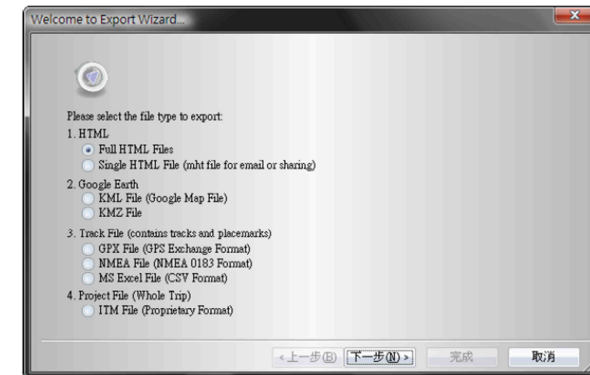 Welcome to Export Wizard...
Please select the file type to export:
1. HTML
Full HTML Files
Single HTML File (mht file for email or sharing)
2. Google Earth
KML File (Google Map File)
KMZ File
3. Track File (contains tracks and placemarks)
GPX File (GPS Exchange Format)
NMEA File (NMEA 0183 Format)
MS Excel File (CSV Format)
4. Project File (Whole Trip)
ITM File (Proprietary Format)
<上一步(B) 下一步(N)> 完成 取消